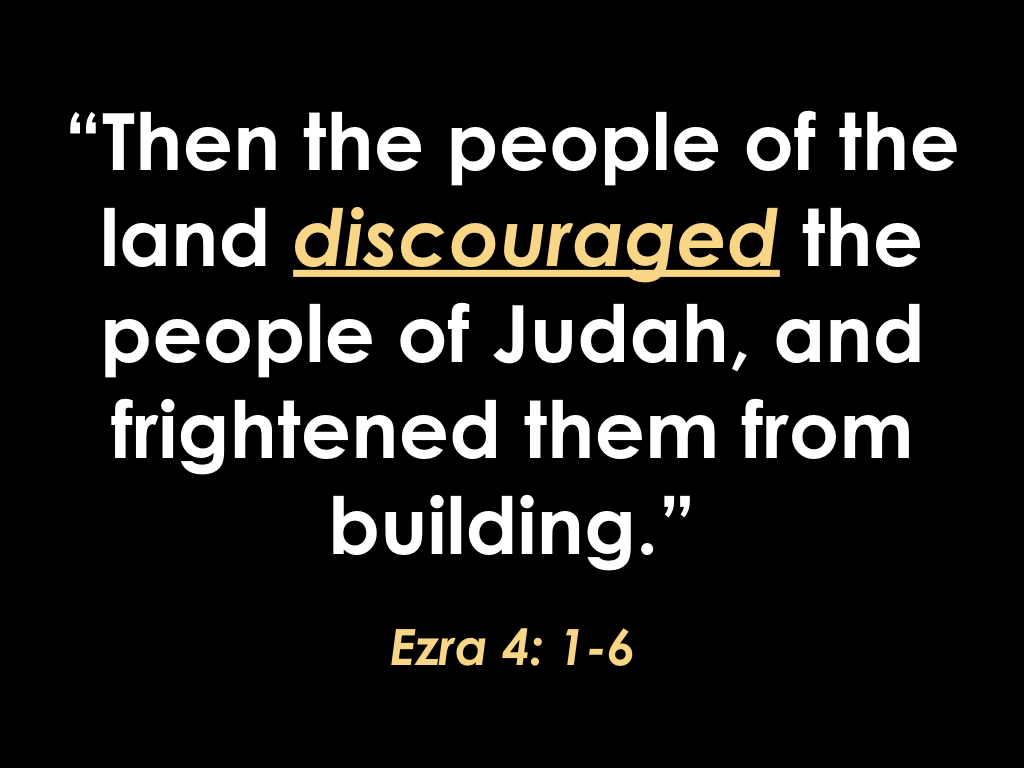 “Then the people of the
land discouraged the
people of Judah, and
frightened them from
building.”
Ezra 4: 1-6